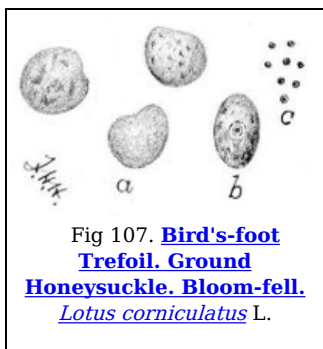 c
a
b
F.H.H.
Fig 107. Bird's-foot
Trefoil. Ground
Honeysuckle. Bloom-fell.
Lotus corniculatus L.